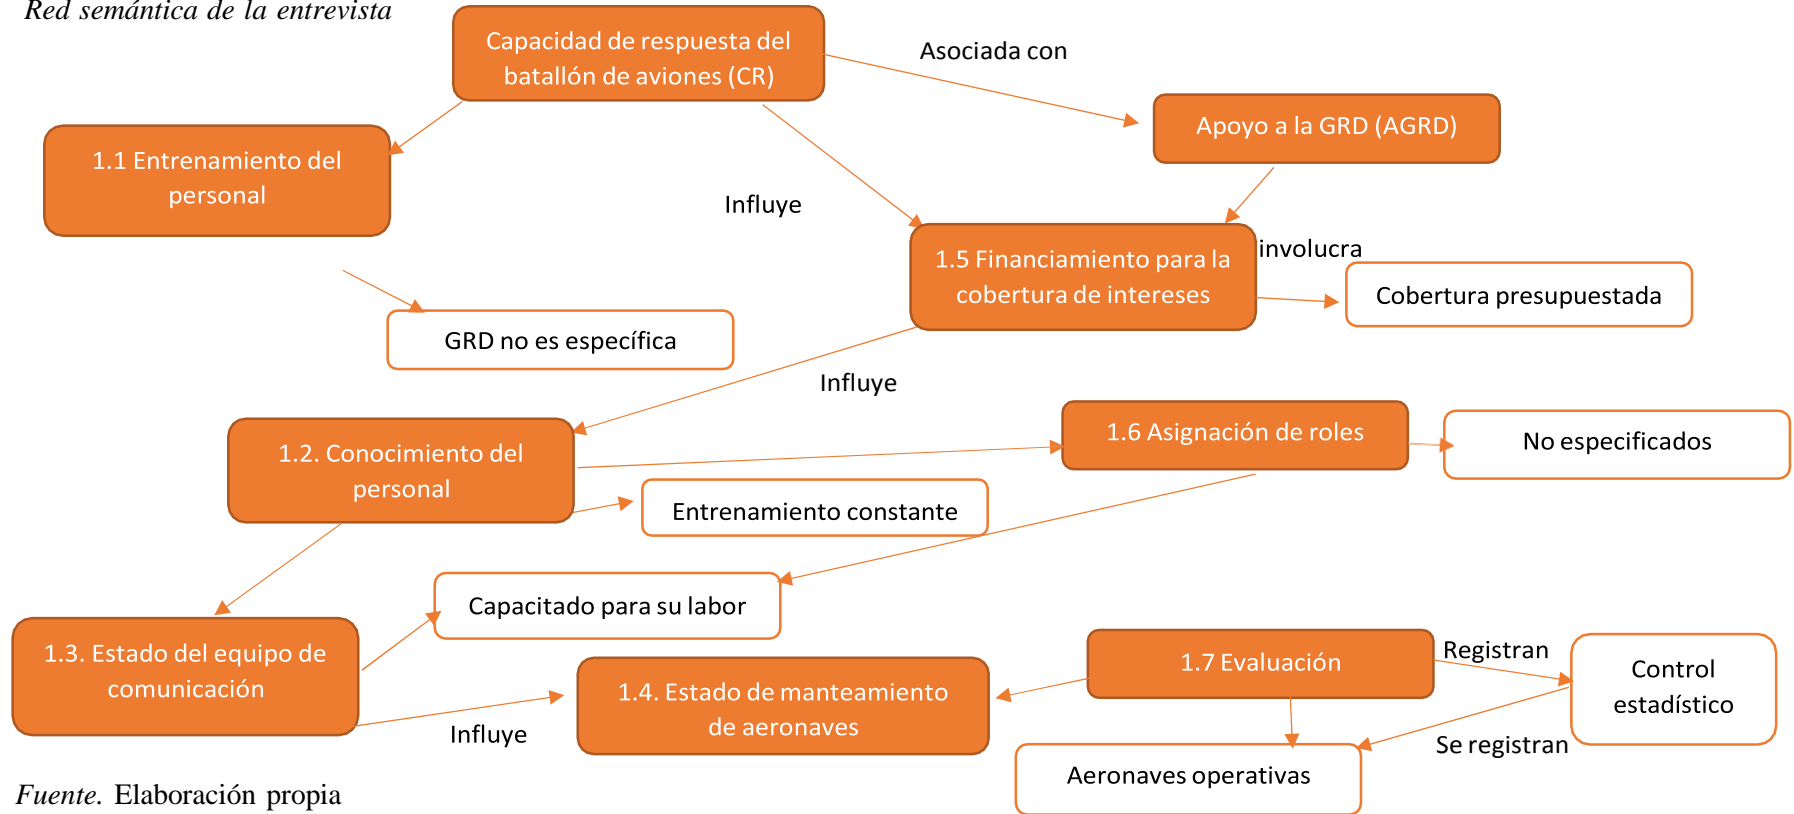 Red semántica de la entrevista
Capacidad de respuesta del
batallón de aviones (CR)
Asociada con
Apoyo a la GRD (AGRD)
1.1 Entrenamiento del
personal
Influye
1.5 Financiamiento para la
cobertura de intereses
involucra
Cobertura presupuestada
GRD no es específica
Influye
1.2. Conocimiento del
personal
1.6 Asignación de roles
No especificados
Entrenamiento constante
Capacitado para su labor
1.3. Estado del equipo de
comunicación
Influye
1.4. Estado de manteamiento
de aeronaves
1.7 Evaluación
Registran
Control
estadístico
Se registran
Aeronaves operativas
Fuente. Elaboración propia